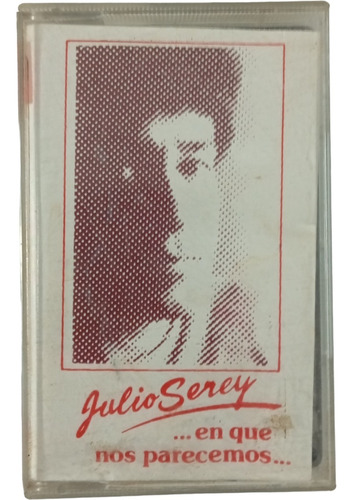 Julio Serey
...en que
nos parecemos...